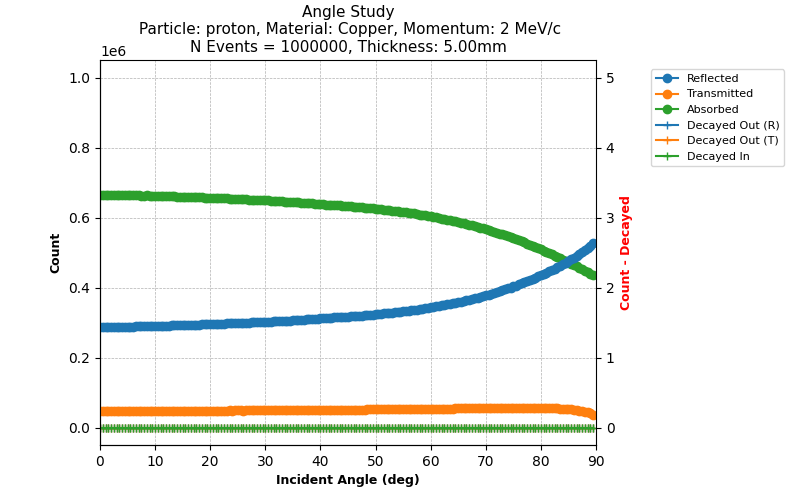 Angle Study
Particle: proton, Material: Copper, Momentum: 2 MeV/c
N Events = 1000000, Thickness: 5.00mm
1e6
1.0
0.8
0.6
0.4
0.2
0.0
Count
0 10 20 30 40 50 60 70 80 90
Incident Angle (deg)
5
4
3
2
1
0
Count - Decayed
Reflected
Transmitted
Absorbed
Decayed Out (R)
Decayed Out (T)
Decayed In